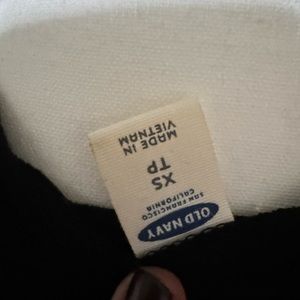 OLD NAVY
SAN FRANCISCO
CALIFORNIA
XS
TP
MADE IN
VIETNAM